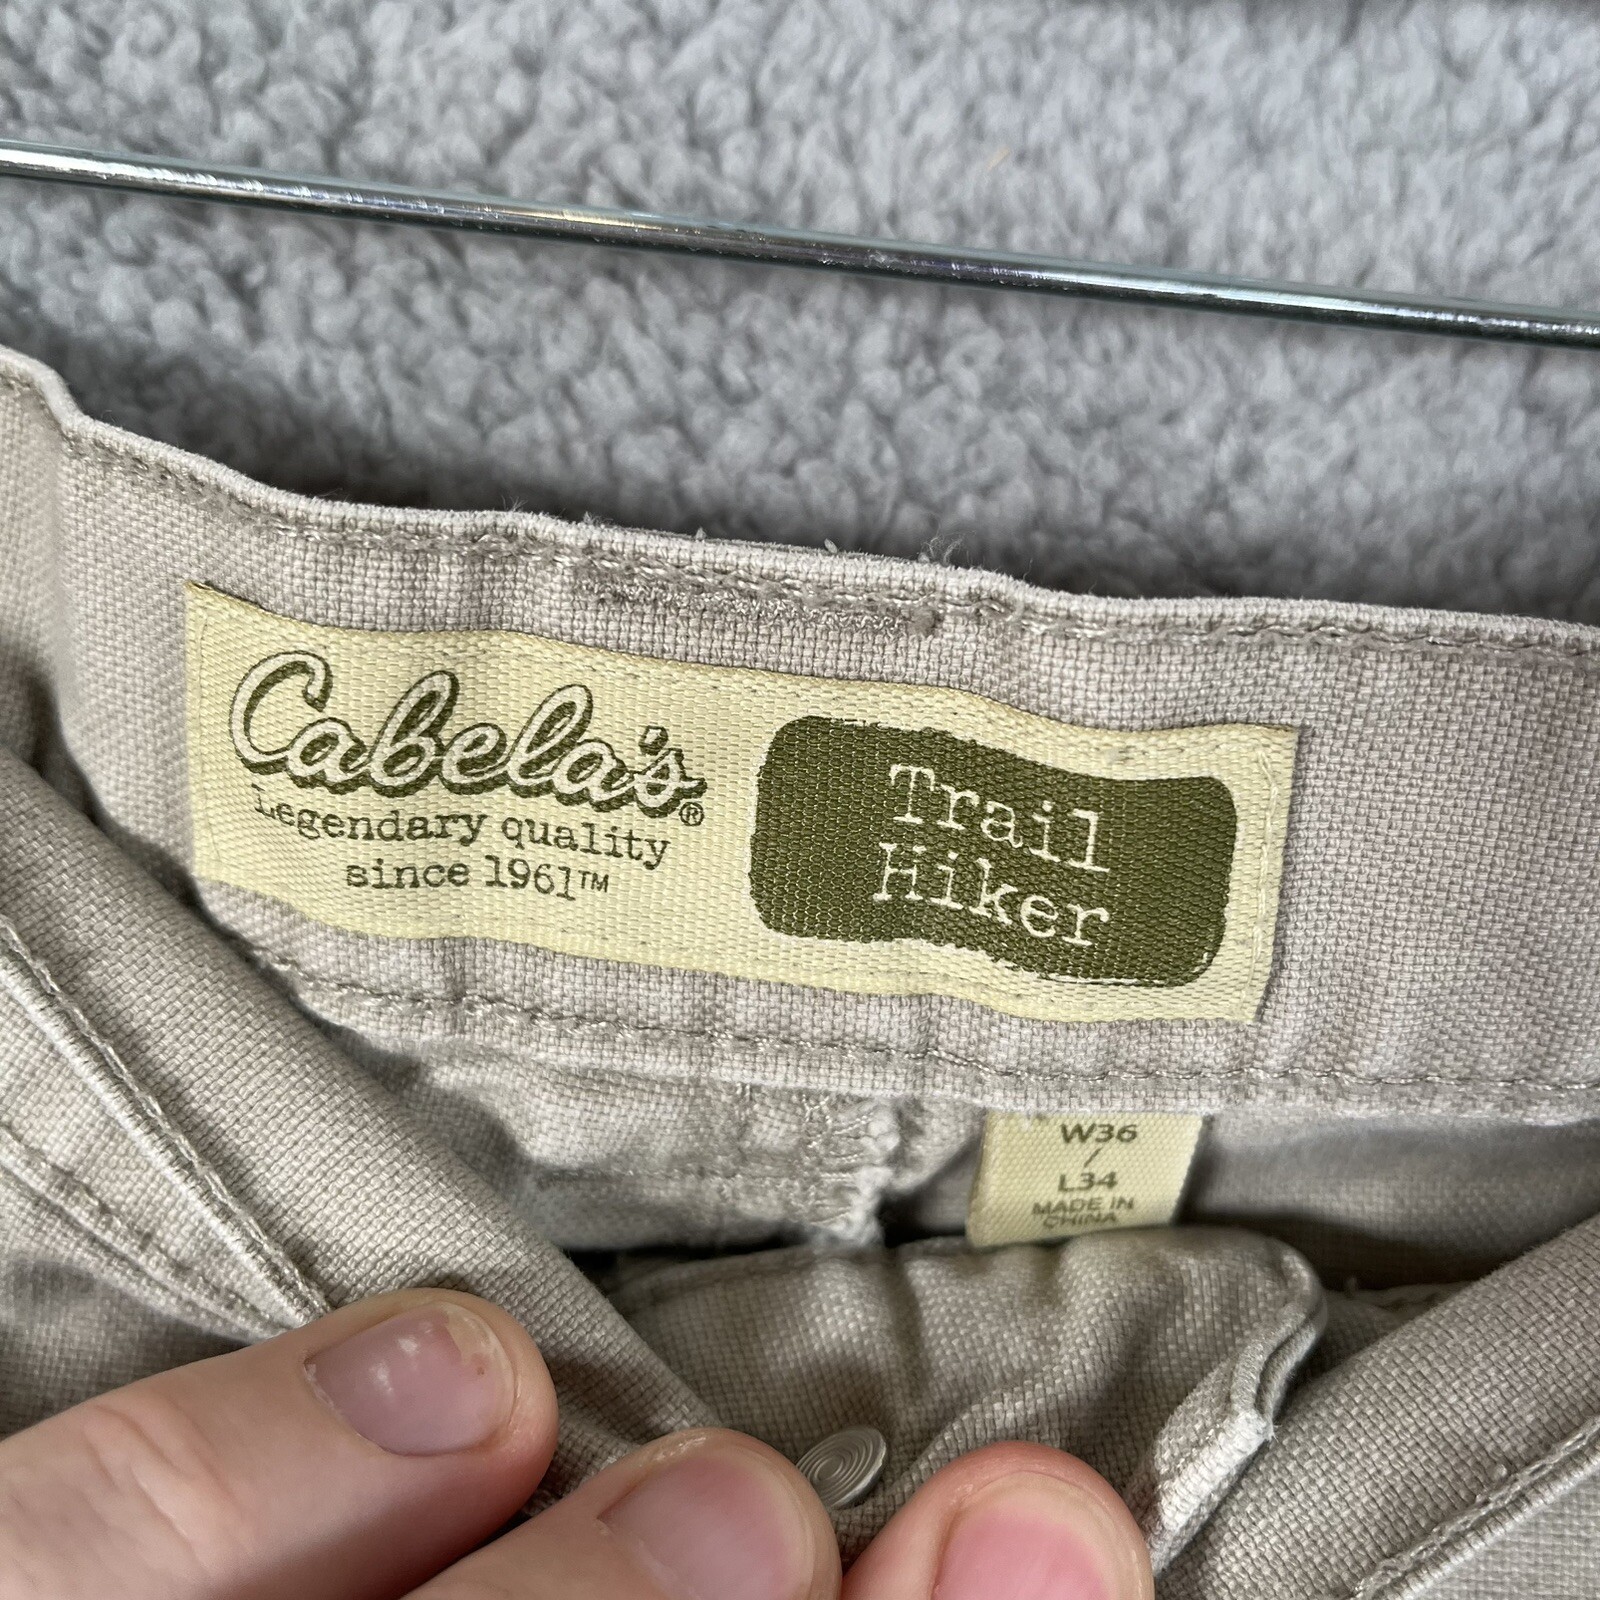 Cabela's®
Legendary quality
since 1961™
Trail
Hiker
W36
/
L34
MADE IN
CHINA